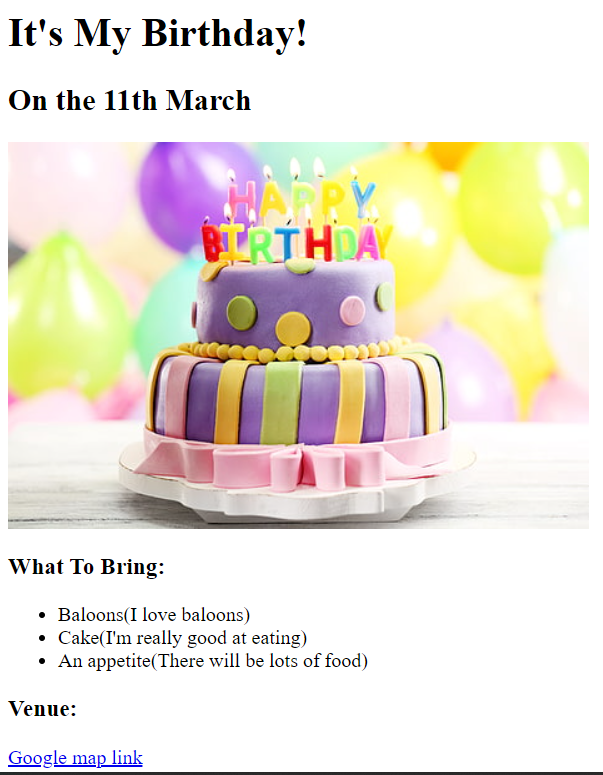 It's My Birthday!
On the 11th March
HAPPY
BIRTHDAY
What To Bring:
Baloons(I love baloons)
Cake(I'm really good at eating)
An appetite(There will be lots of food)
Venue:
Google map link